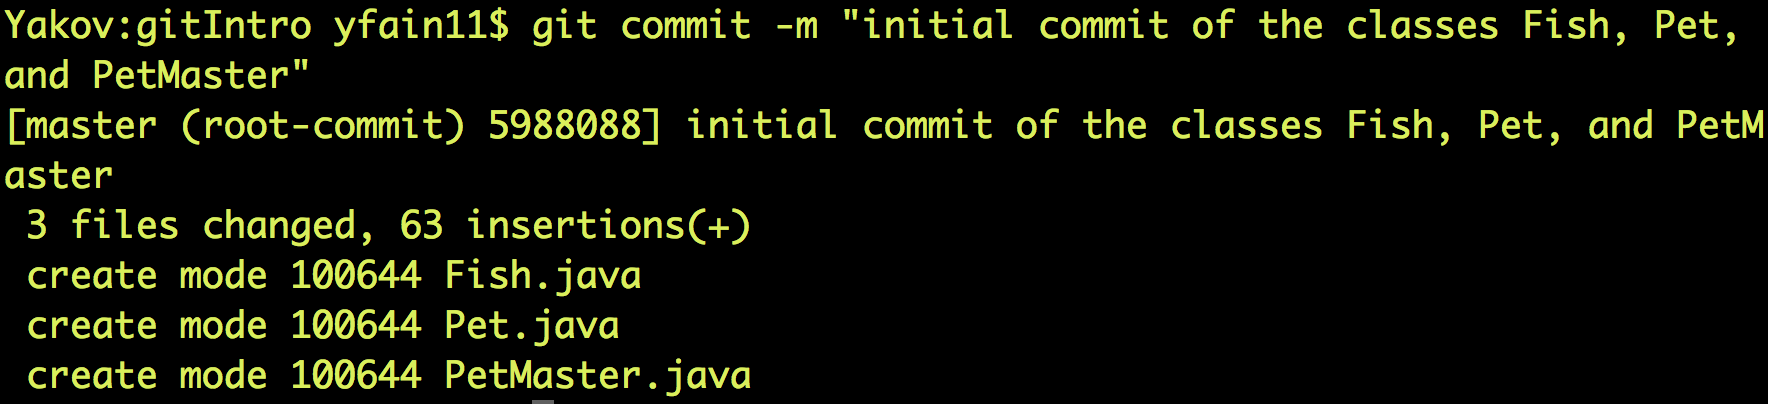 Yakov:gitIntro yfain11$ git commit -m "initial commit of the classes Fish, Pet,
and PetMaster"
[master (root-commit) 5988088] initial commit of the classes Fish, Pet, and PetM
aster
 3 files changed, 63 insertions(+)
 create mode 100644 Fish.java
 create mode 100644 Pet.java
 create mode 100644 PetMaster.java